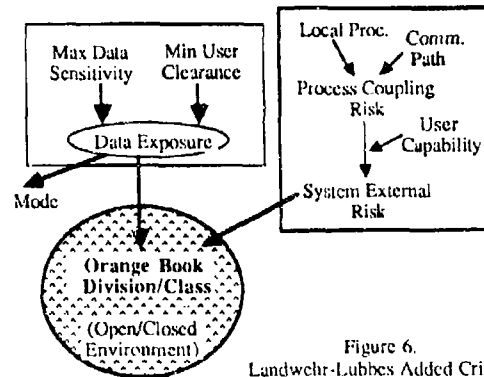 Max Data
Sensitivity
Min User
Clearance
Data Exposure
Mode
Local Proc.
Comm.
Path
Process Coupling
Risk
User
Capability
System External
Risk
Orange Book
Division/Class
(Open/Closed
Environment)
Figure 6.
Landwehr-Lubbes Added Cri